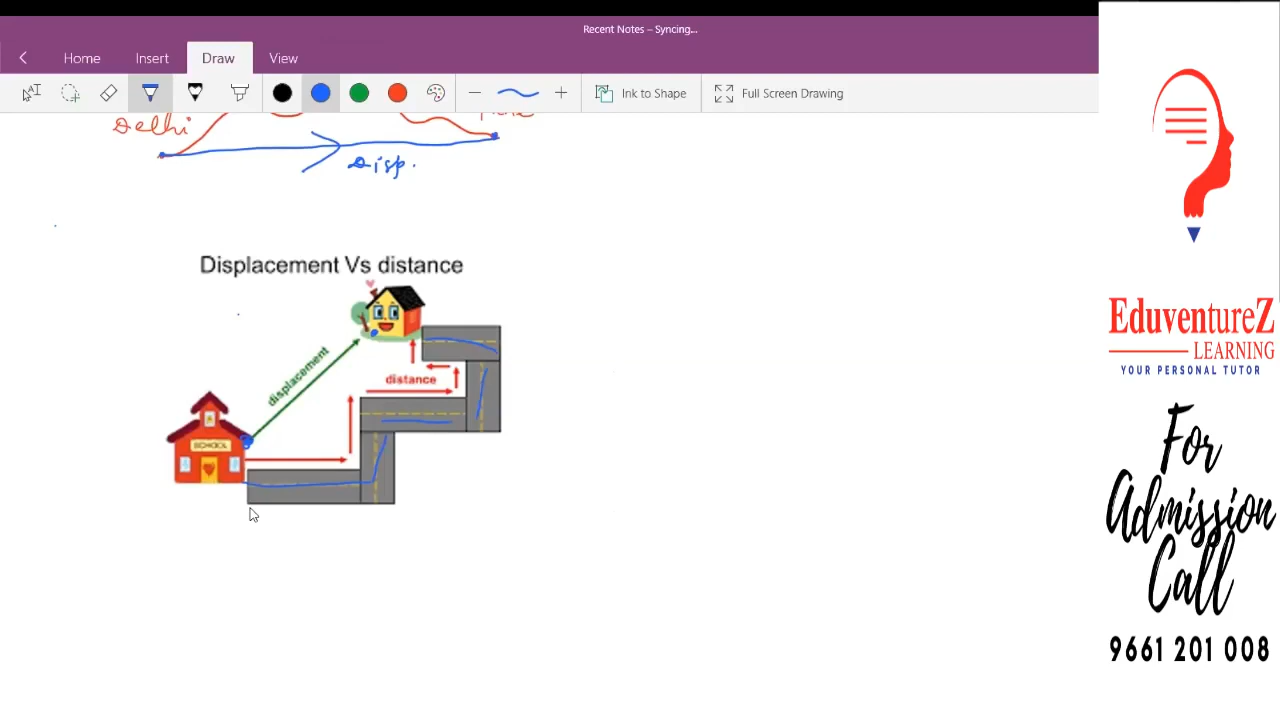 Recent Notes – Syncing...
Home Insert Draw View
Ink to Shape Full Screen Drawing
Delhi
Disp.
Displacement Vs distance
displacement
distance
SCHOOL
EduventureZ
LEARNING
YOUR PERSONAL TUTOR
For
Admission
Call
9661 201 008